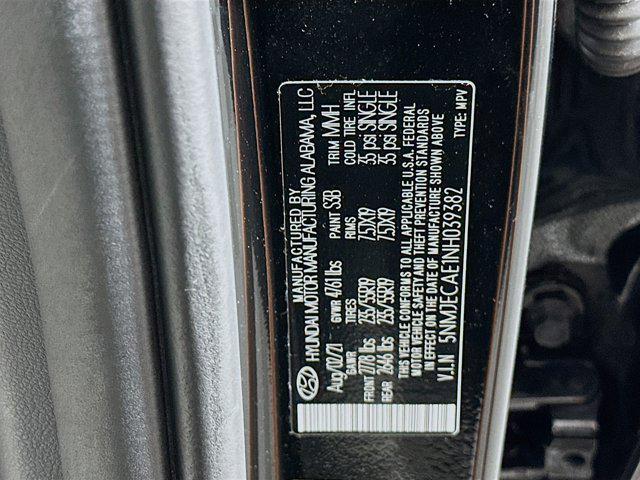 MANUFACTURED BY
HYUNDAI MOTOR MANUFACTURING ALABAMA, LLC
Aug/02/21 GVWR 4761 lbs PAINT S3B TRIM MMH
GAWR TIRES RIMS COLD TIRE INFL
FRONT 2778 lbs 235/55R19 7.5JX19 35 psi SINGLE
REAR 2646 lbs 235/55R19 7.5JX19 35 psi SINGLE
THIS VEHICLE CONFORMS TO ALL APPLICABLE U.S.A. FEDERAL
MOTOR VEHICLE SAFETY AND THEFT PREVENTION STANDARDS
IN EFFECT ON THE DATE OF MANUFACTURE SHOWN ABOVE
V.I.N 5NMJECAE1NH039382 TYPE: MPV